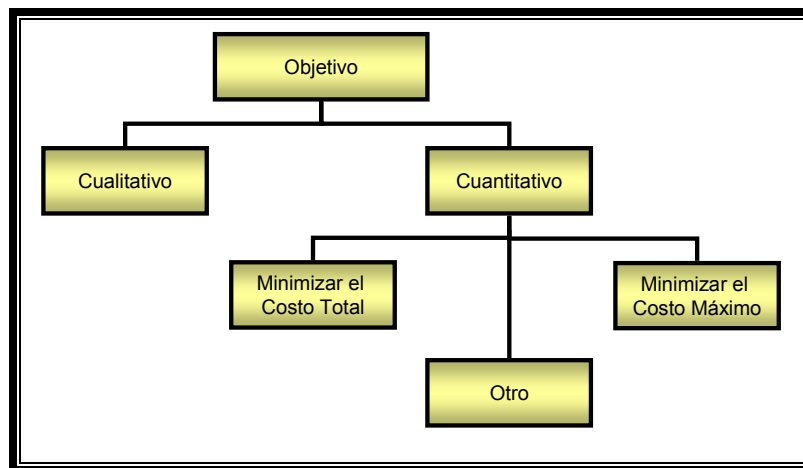 Objetivo
Cualitativo
Cuantitativo
Minimizar el
Costo Total
Minimizar el
Costo Máximo
Otro